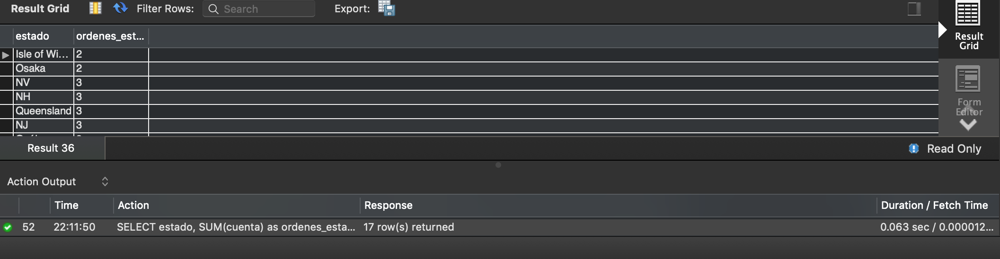 Result Grid Filter Rows: Search Export:
estado ordenes_est...
Isle of Wi... 2
Osaka 2
NV 3
NH 3
Queensland 3
NJ 3
Result Grid
Form Editor
Result 36 Read Only
Action Output
Time Action Response Duration / Fetch Time
52 22:11:50 SELECT estado, SUM(cuenta) as ordenes_esta... 17 row(s) returned 0.063 sec / 0.000012...